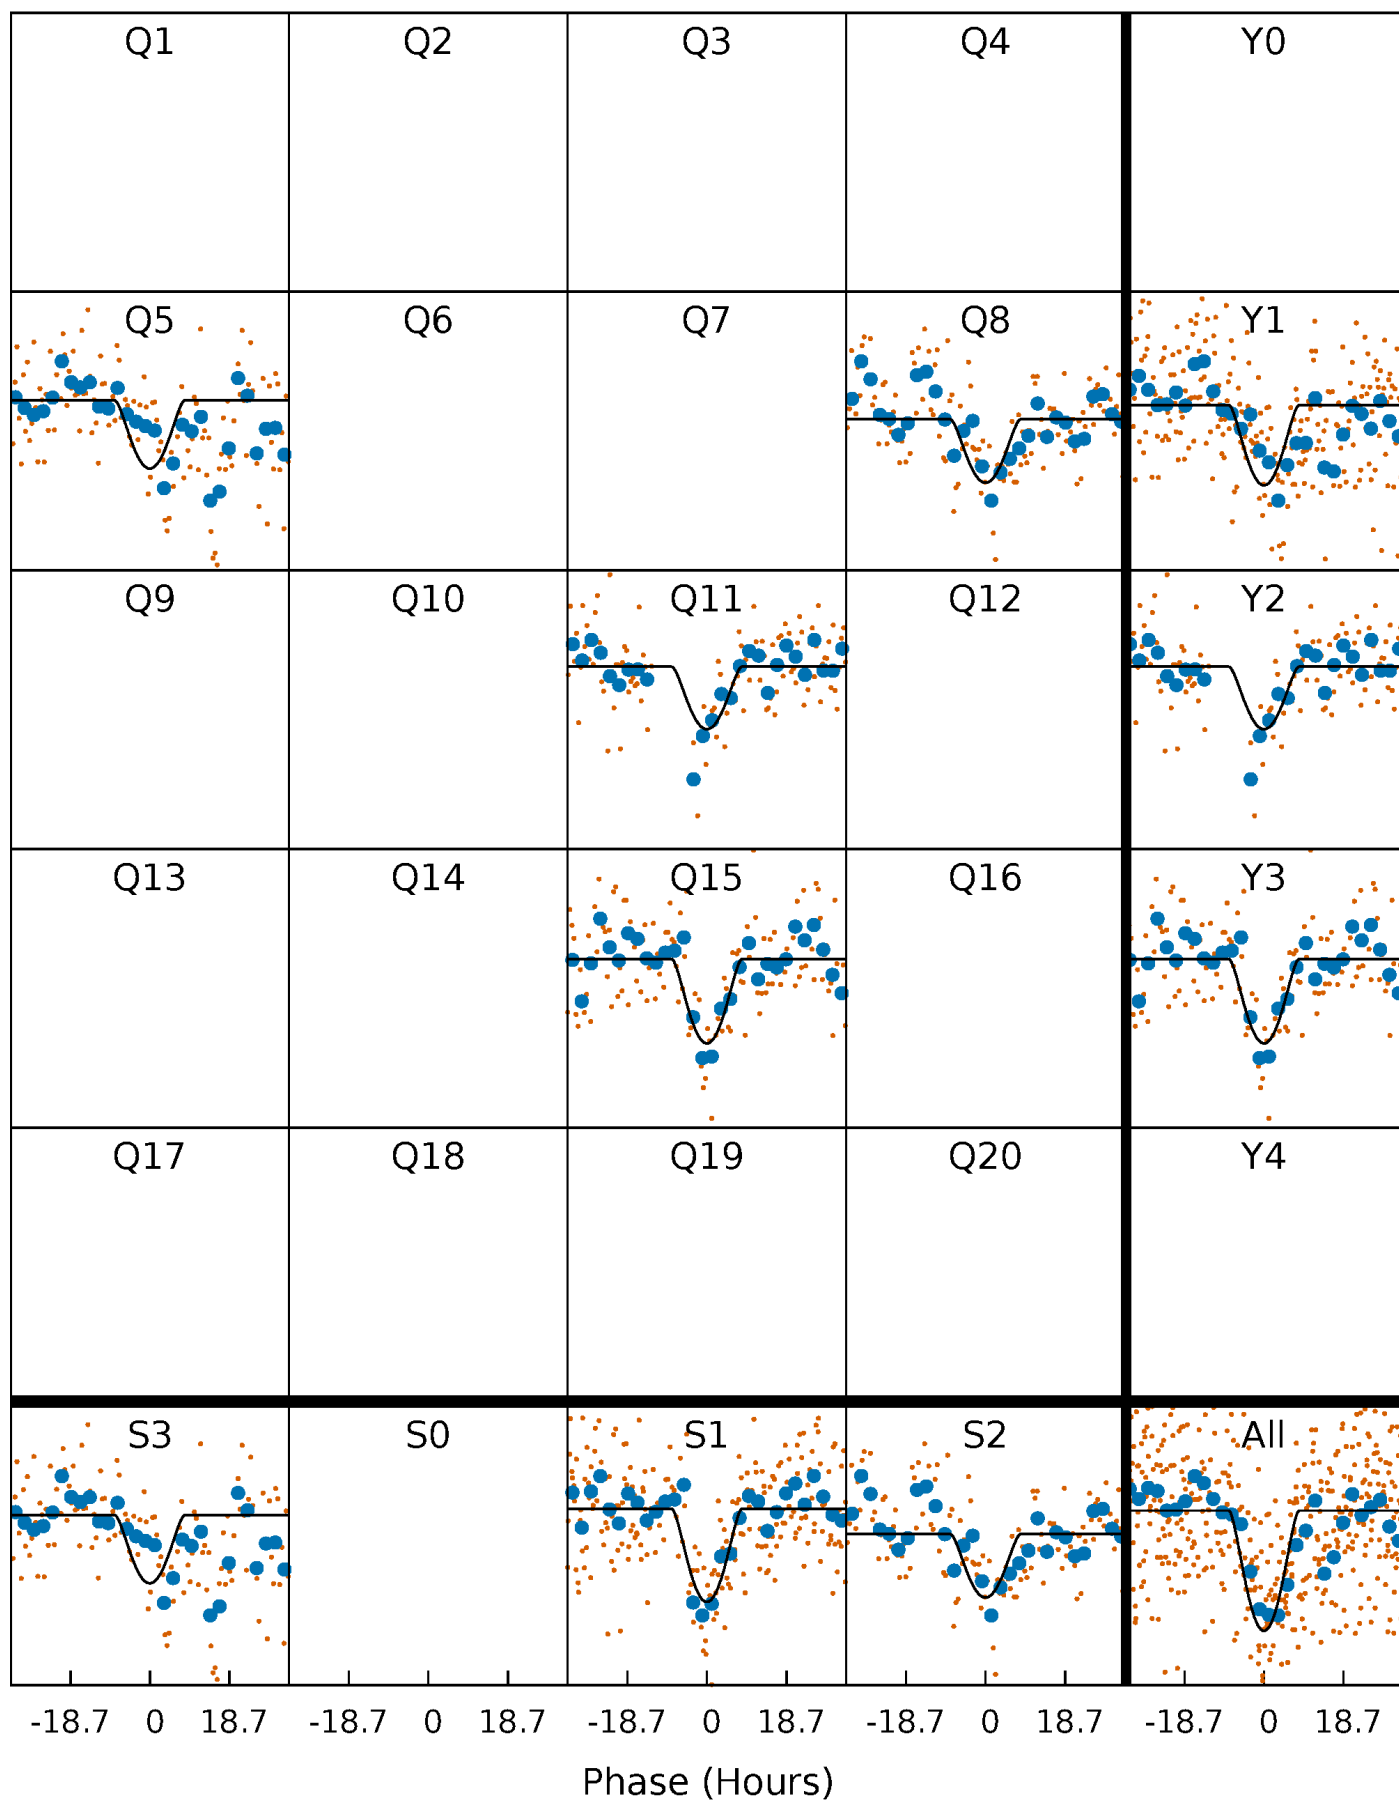 Q1 Q2 Q3 Q4 Y0
Q5 Q6 Q7 Q8 Y1
Q9 Q10 Q11 Q12 Y2
Q13 Q14 Q15 Q16 Y3
Q17 Q18 Q19 Q20 Y4
S3 S0 S1 S2 All
-18.7 0 18.7 -18.7 0 18.7 -18.7 0 18.7 -18.7 0 18.7 -18.7 0 18.7
Phase (Hours)